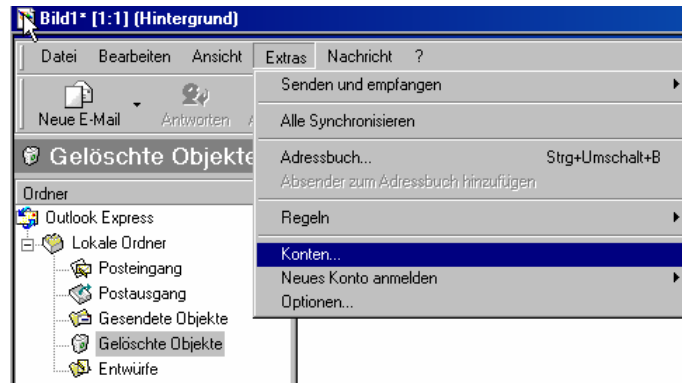 Bild1* [1:1] (Hintergrund)
Datei Bearbeiten Ansicht Extras Nachricht ?
Neue E-Mail Antworten
Senden und empfangen
Alle Synchronisieren
Adressbuch... Strg+Umschalt+B
Absender zum Adressbuch hinzufügen
Regeln
Konten...
Neues Konto anmelden
Optionen...
Gelöschte Objekte
Ordner
Outlook Express
Lokale Ordner
Posteingang
Postausgang
Gesendete Objekte
Gelöschte Objekte
Entwürfe